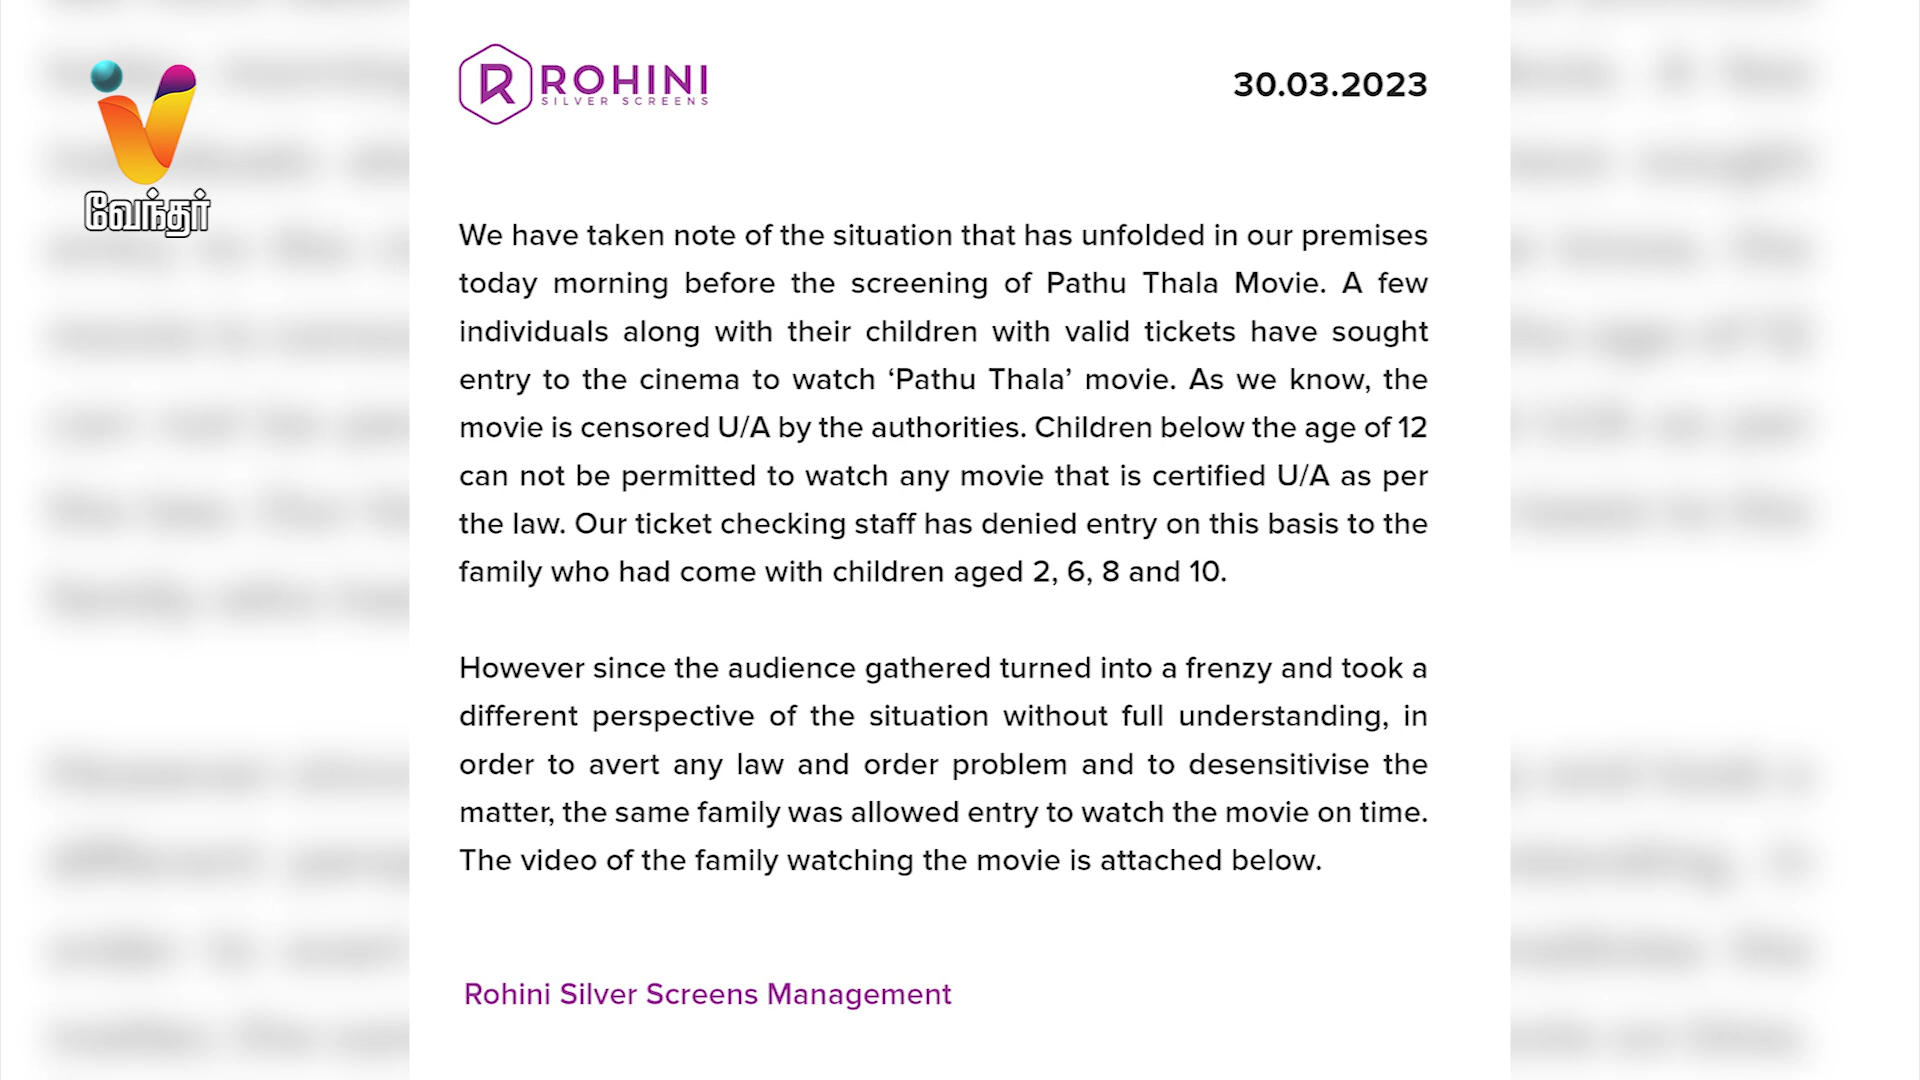 வேந்தர்
ROHINI
SILVER SCREENS
30.03.2023
We have taken note of the situation that has unfolded in our premises
today morning before the screening of Pathu Thala Movie. A few
individuals along with their children with valid tickets have sought
entry to the cinema to watch ‘Pathu Thala’ movie. As we know, the
movie is censored U/A by the authorities. Children below the age of 12
can not be permitted to watch any movie that is certified U/A as per
the law. Our ticket checking staff has denied entry on this basis to the
family who had come with children aged 2, 6, 8 and 10.
However since the audience gathered turned into a frenzy and took a
different perspective of the situation without full understanding, in
order to avert any law and order problem and to desensitivise the
matter, the same family was allowed entry to watch the movie on time.
The video of the family watching the movie is attached below.
Rohini Silver Screens Management